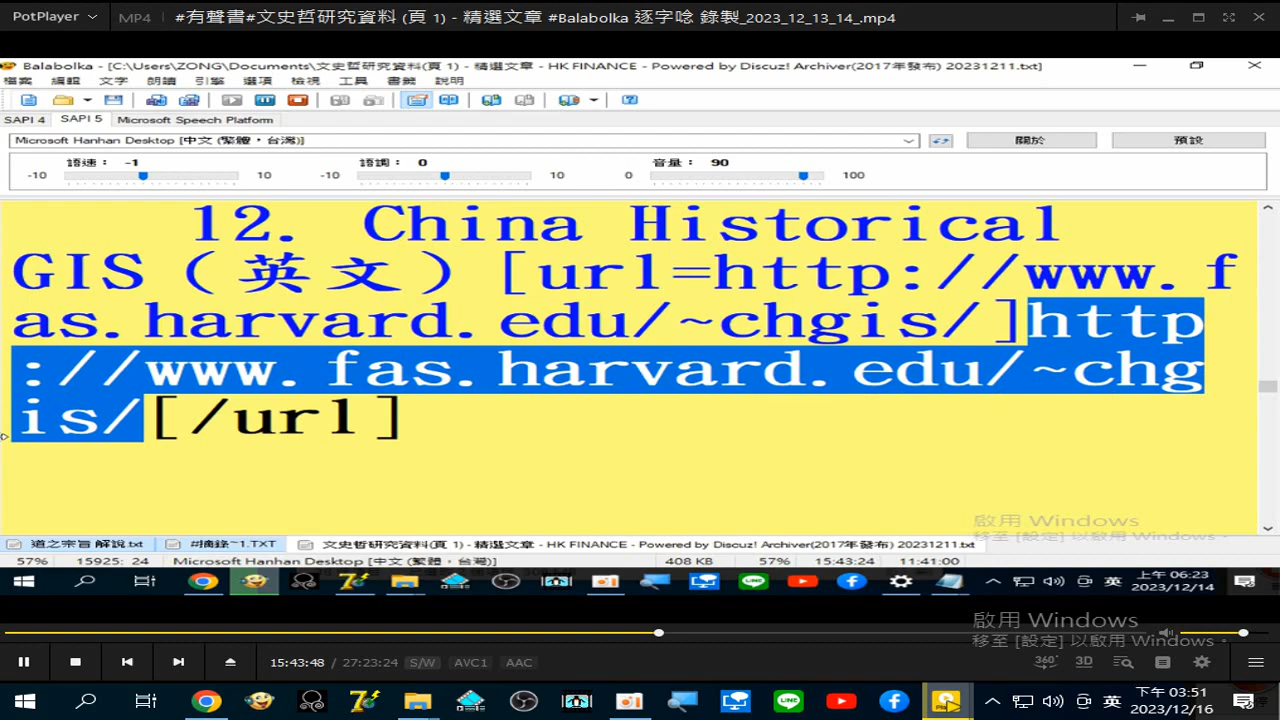 PotPlayer MP4 #有聲書#文史哲研究資料 (頁 1) - 精選文章 #Balabolka 逐字唸 錄製_2023_12_13_14_.mp4
Balabolka - [C:\Users\ZONG\Documents\文史哲研究資料(頁 1) - 精選文章 - HK FINANCE - Powered by Discuz! Archiver(2017年發布) 20231211.txt]
檔案 編輯 文字 朗讀 引擎 選項 檢視 工具 書籤 說明
SAPI 4 SAPI 5 Microsoft Speech Platform
Microsoft Hanhan Desktop [中文 (繁體，台灣)] 關於 預設
語速： -1 語調： 0 音量： 90
-10 10 -10 10 0 100
12. China Historical
GIS（英文）[url=http://www.f
as.harvard.edu/~chgis/]http
://www.fas.harvard.edu/~chg
is/[/url]
啟用 Windows
移至 [設定] 以啟用 Windows。
道之宗旨 解說.txt #摘錄~1.TXT 文史哲研究資料(頁 1) - 精選文章 - HK FINANCE - Powered by Discuz! Archiver(2017年發布) 20231211.txt
57% 15925: 24 Microsoft Hanhan Desktop [中文 (繁體，台灣)] 408 KB 57% 15:43:24 11:41:00
英 上午 06:23
2023/12/14
啟用 Windows
移至 [設定] 以啟用 Windows。
15:43:48 / 27:23:24 S/W AVC1 AAC 360° 3D
英 下午 03:51
2023/12/16